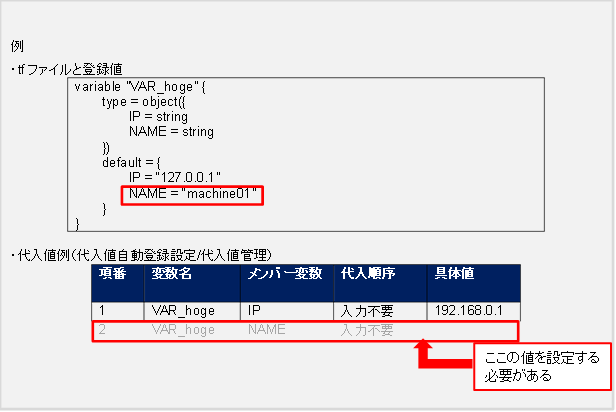 例
・tfファイルと登録値
variable "VAR_hoge" {
type = object({
IP = string
NAME = string
})
default = {
IP = "127.0.0.1"
NAME = "machine01"
}
}
・代入値例(代入値自動登録設定/代入値管理)
項番 変数名 メンバー変数 代入順序 具体値
1 VAR_hoge IP 入力不要 192.168.0.1
2 VAR_hoge NAME 入力不要
ここの値を設定する
必要がある